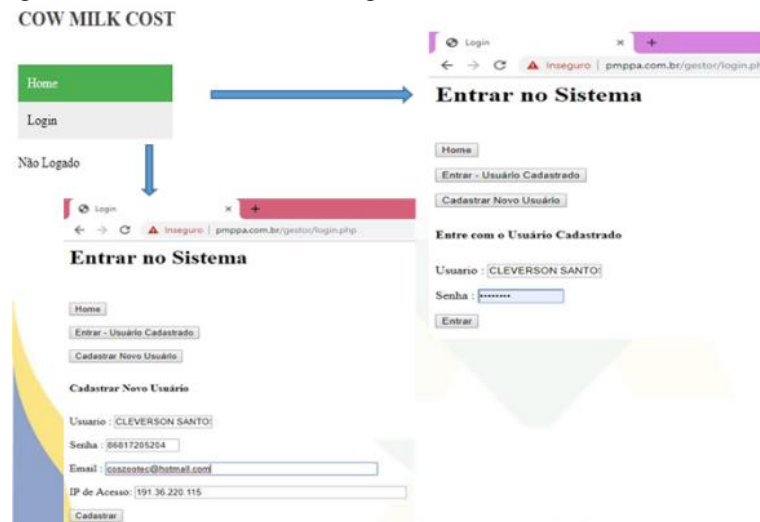 COW MILK COST
Home
Login
Não Logado
Login
Inseguro | pmppa.com.br/gestor/login.php
Entrar no Sistema
Home
Entrar - Usuário Cadastrado
Cadastrar Novo Usuário
Cadastrar Novo Usuário
Usuario : CLEVERSON SANTO
Senha : 86817205204
Email : coszootec@hotmail.com
IP de Acesso: 191.36.220.115
Cadastrar
Login
Inseguro | pmppa.com.br/gestor/login.ph
Entrar no Sistema
Home
Entrar - Usuário Cadastrado
Cadastrar Novo Usuário
Entre com o Usuário Cadastrado
Usuario : CLEVERSON SANTO
Senha : ••••••••
Entrar